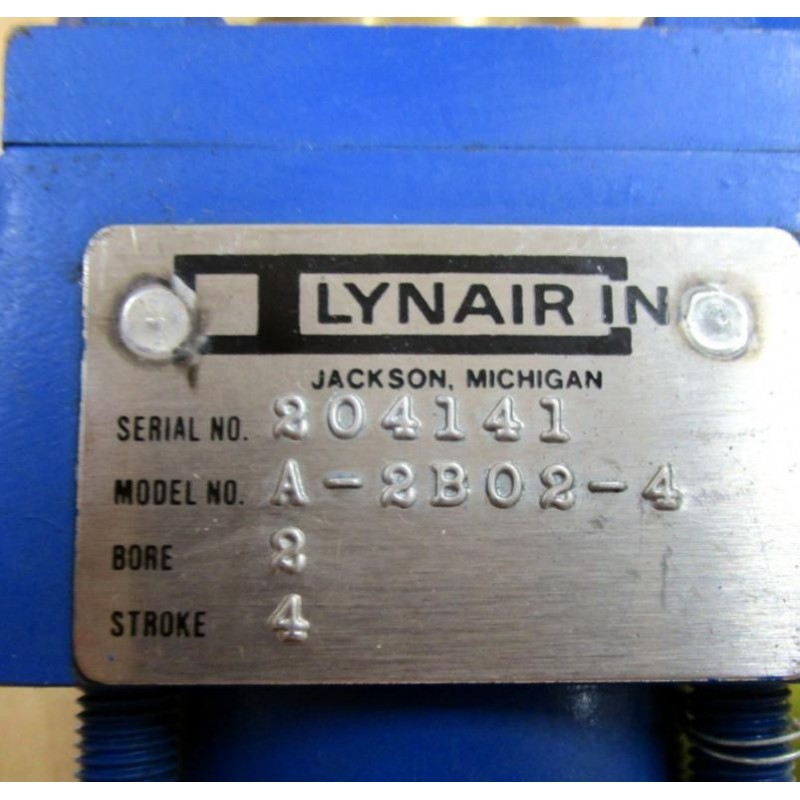 LYNAIR IN
JACKSON, MICHIGAN
SERIAL NO. 204141
MODEL NO. A-2B02-4
BORE 2
STROKE 4